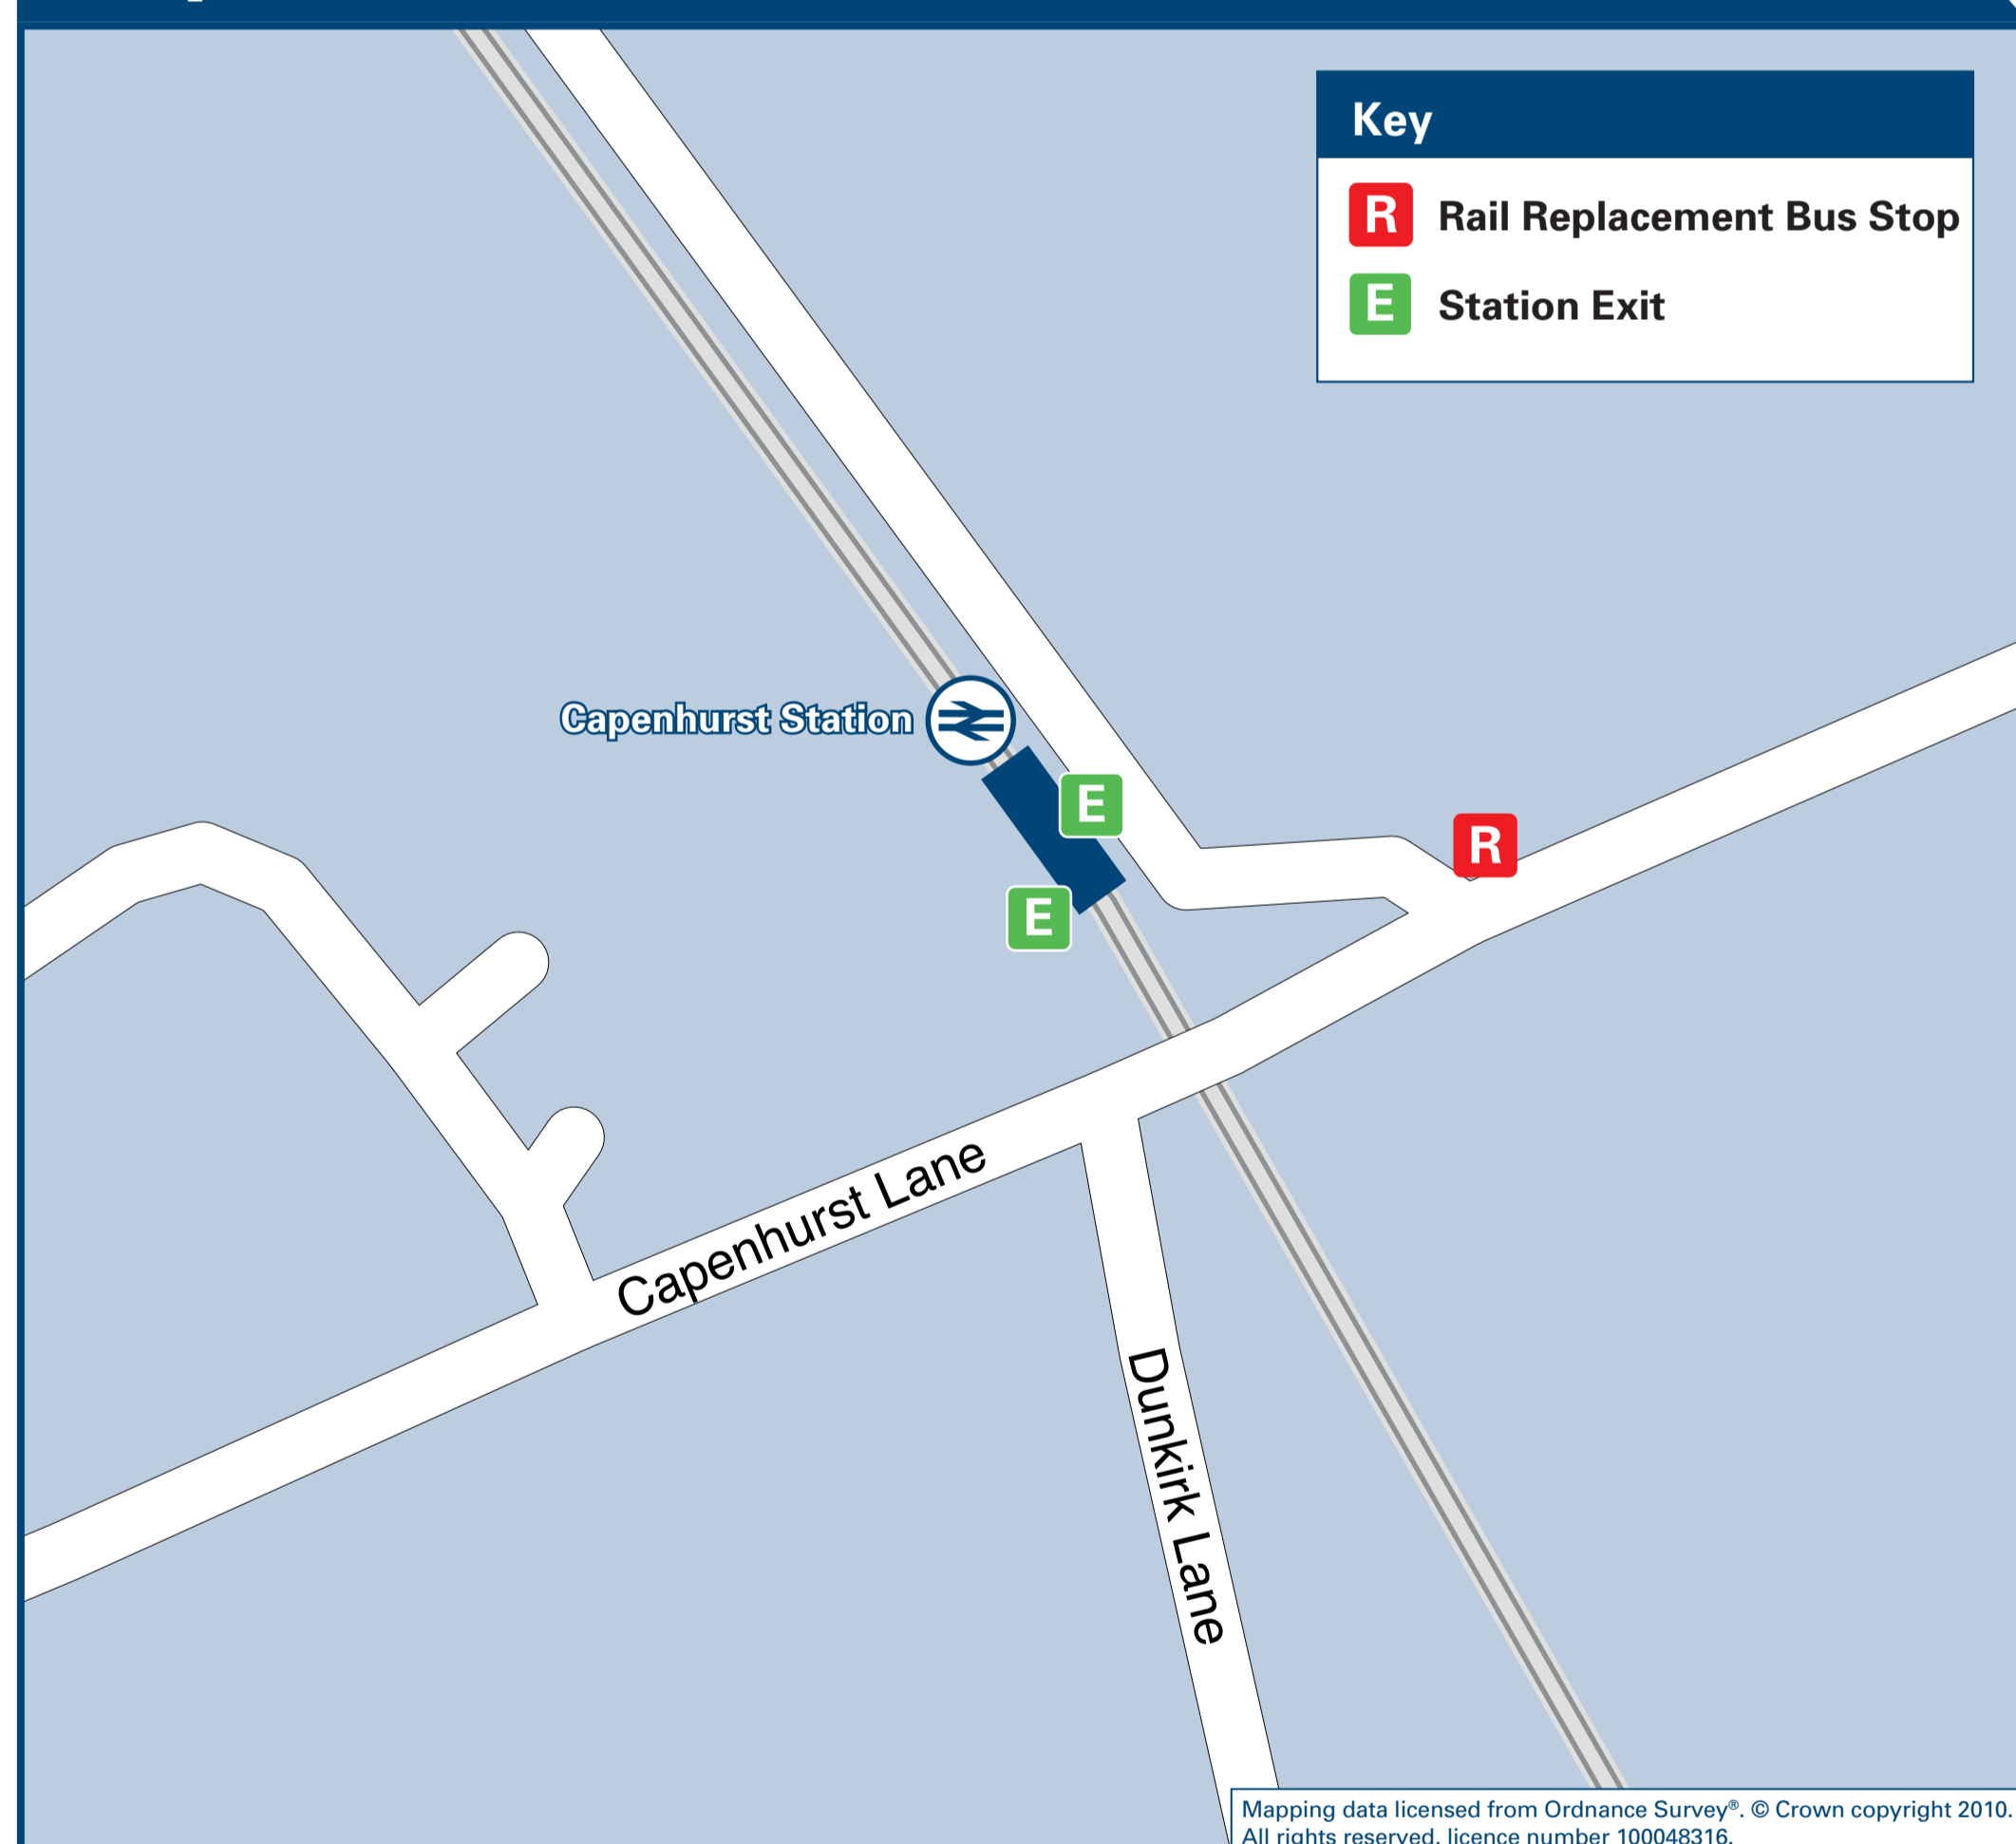 Key
R Rail Replacement Bus Stop
E Station Exit
Capenhurst Station
E
R
E
Capenhurst Lane
Dunkirk Lane
Mapping data licensed from Ordnance Survey®. © Crown copyright 2010.
All rights reserved, licence number 100048316.